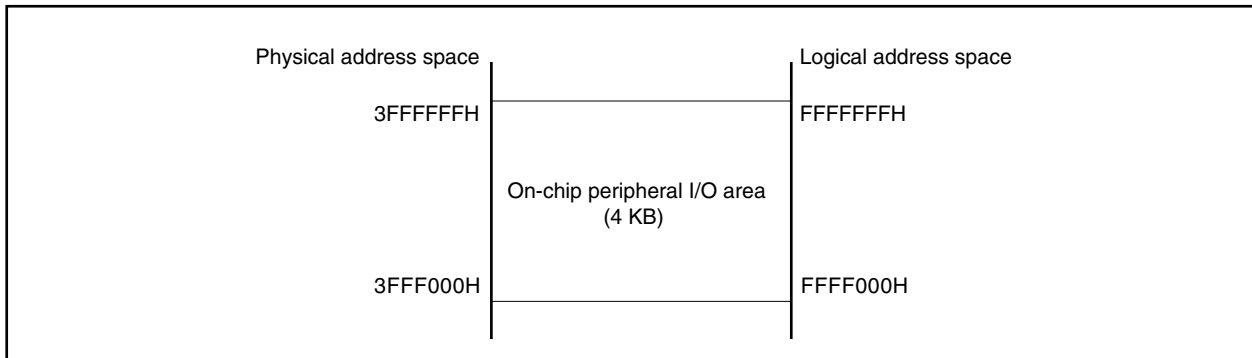 Physical address space
Logical address space
3FFFFFFH
FFFFFFFH
On-chip peripheral I/O area
(4 KB)
3FFF000H
FFFF000H